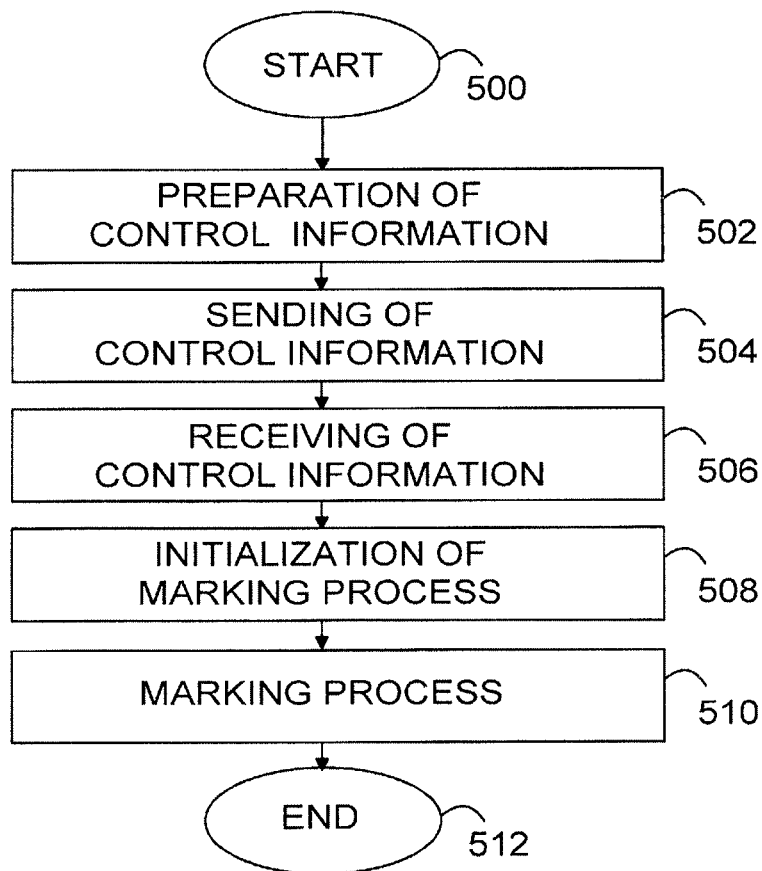 START
500
PREPARATION OF
CONTROL INFORMATION
502
SENDING OF
CONTROL INFORMATION
504
RECEIVING OF
CONTROL INFORMATION
506
INITIALIZATION OF
MARKING PROCESS
508
MARKING PROCESS
510
END
512